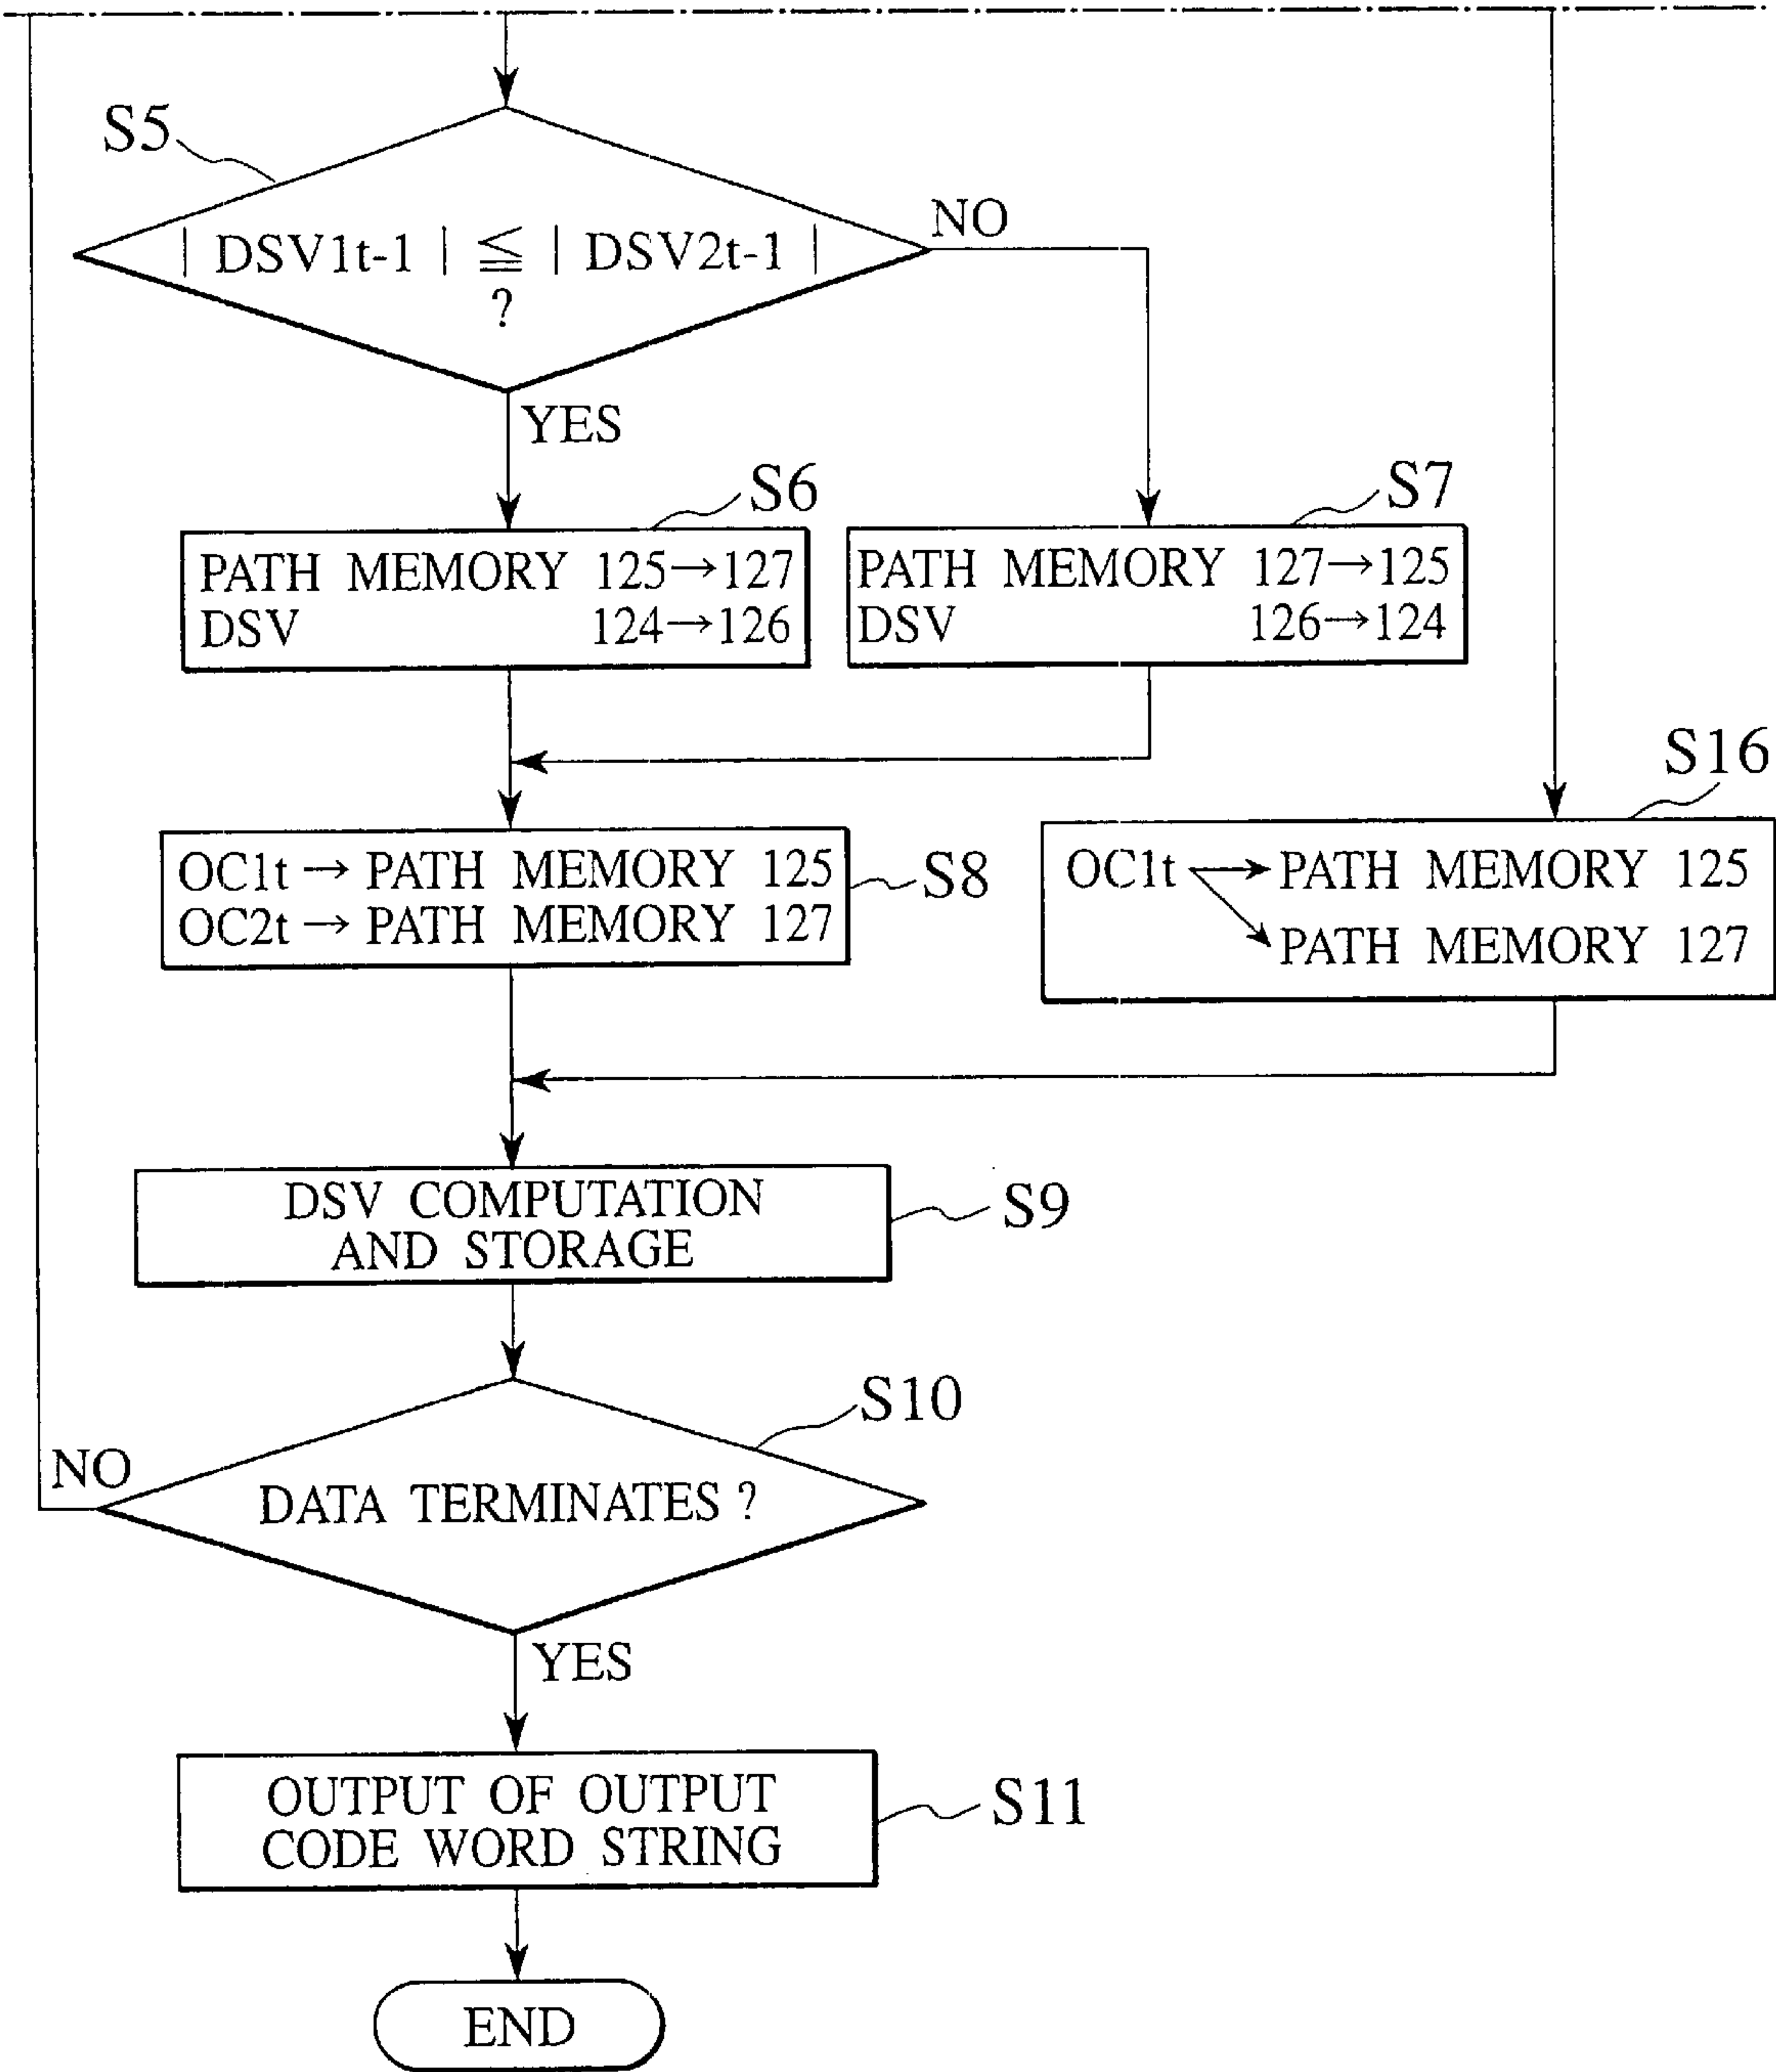 S5
| DSV1t-1 | ≦ | DSV2t-1 |
?
NO
YES
S6
PATH MEMORY 125→127
DSV 124→126
S7
PATH MEMORY 127→125
DSV 126→124
OC1t → PATH MEMORY 125
OC2t → PATH MEMORY 127
S8
S16
OC1t → PATH MEMORY 125
PATH MEMORY 127
DSV COMPUTATION
AND STORAGE
S9
S10
NO
DATA TERMINATES ?
YES
OUTPUT OF OUTPUT
CODE WORD STRING
S11
END